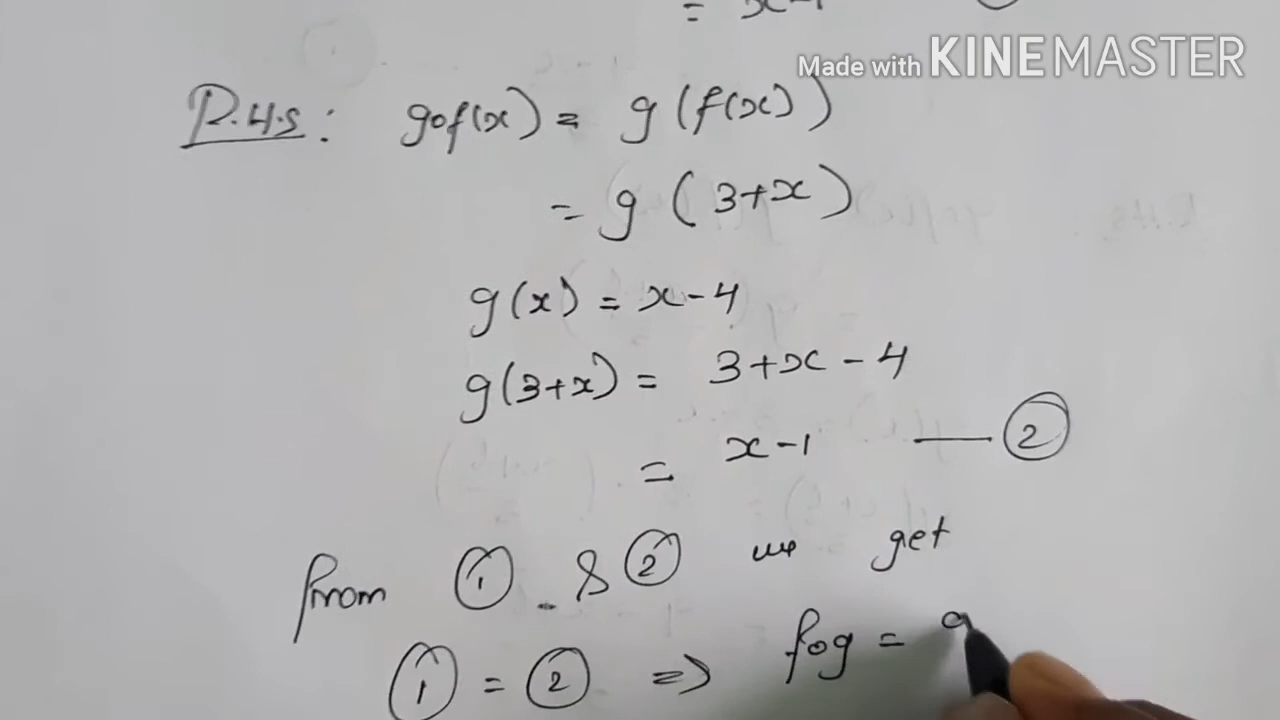 = x-1
Made with KINEMASTER
R.H.S: gof(x) = g(f(x))
= g(3+x)
g(x) = x-4
g(3+x) = 3+x-4
= x-1 — ②
from ① & ② we get
① = ② => fog = g